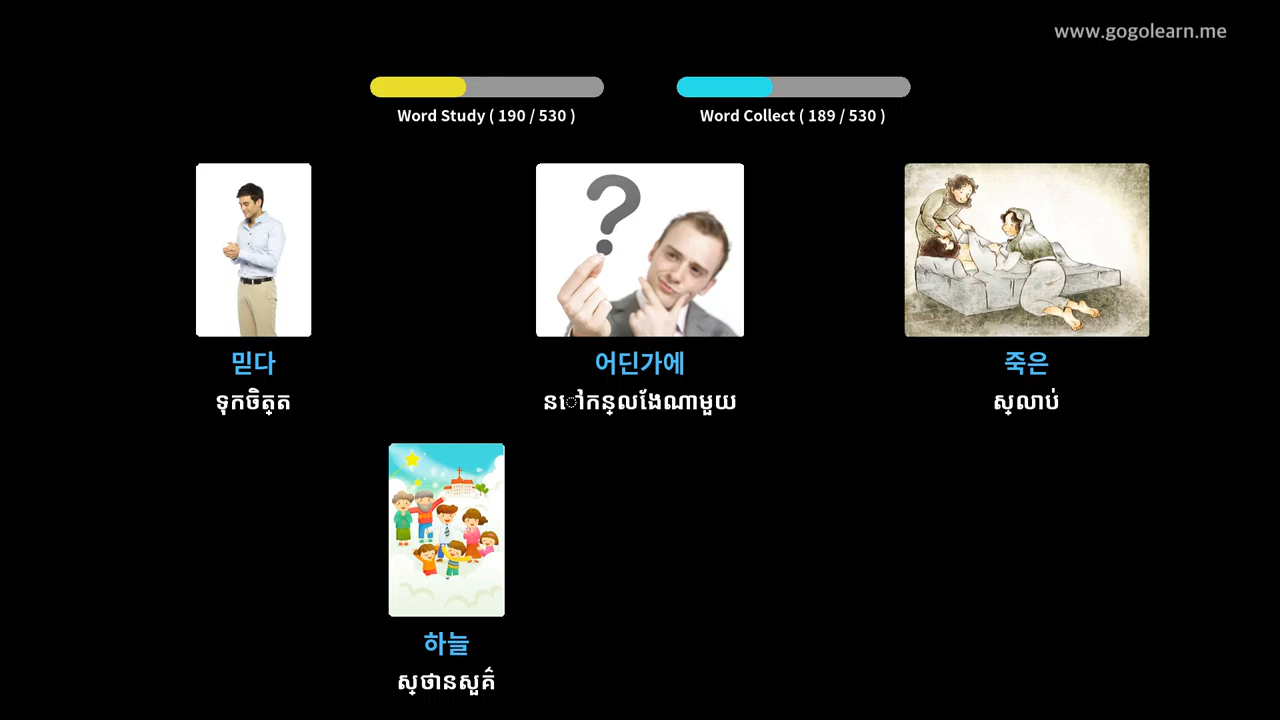 www.gogolearn.me
Word Study ( 190 / 530 )
Word Collect ( 189 / 530 )
믿다
어딘가에
죽은
ទុកចិត្ត
នៅកន្លែងណាមួយ
ស្លាប់
하늘
ស្ថានសួគ៌